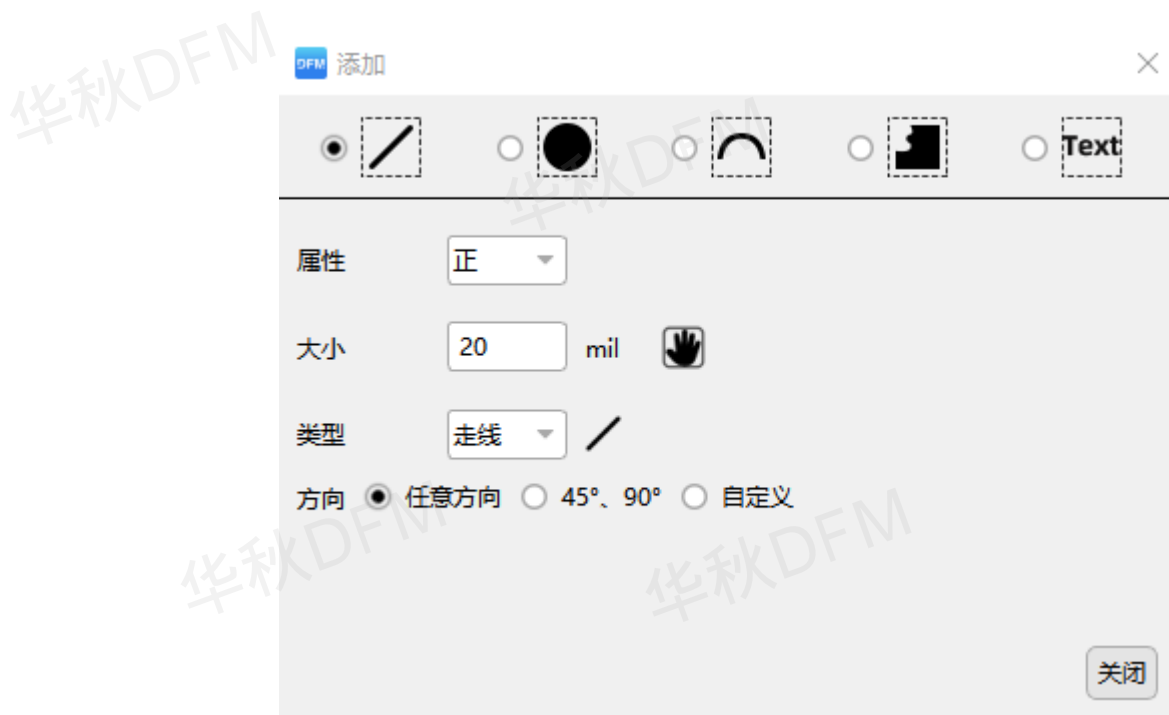 华秋DFM
DFM 添加
Text
华秋DFM
属性 正
大小 20 mil
类型 走线
方向 任意方向 45°、90° 自定义
华秋DFM
华秋DFM
关闭